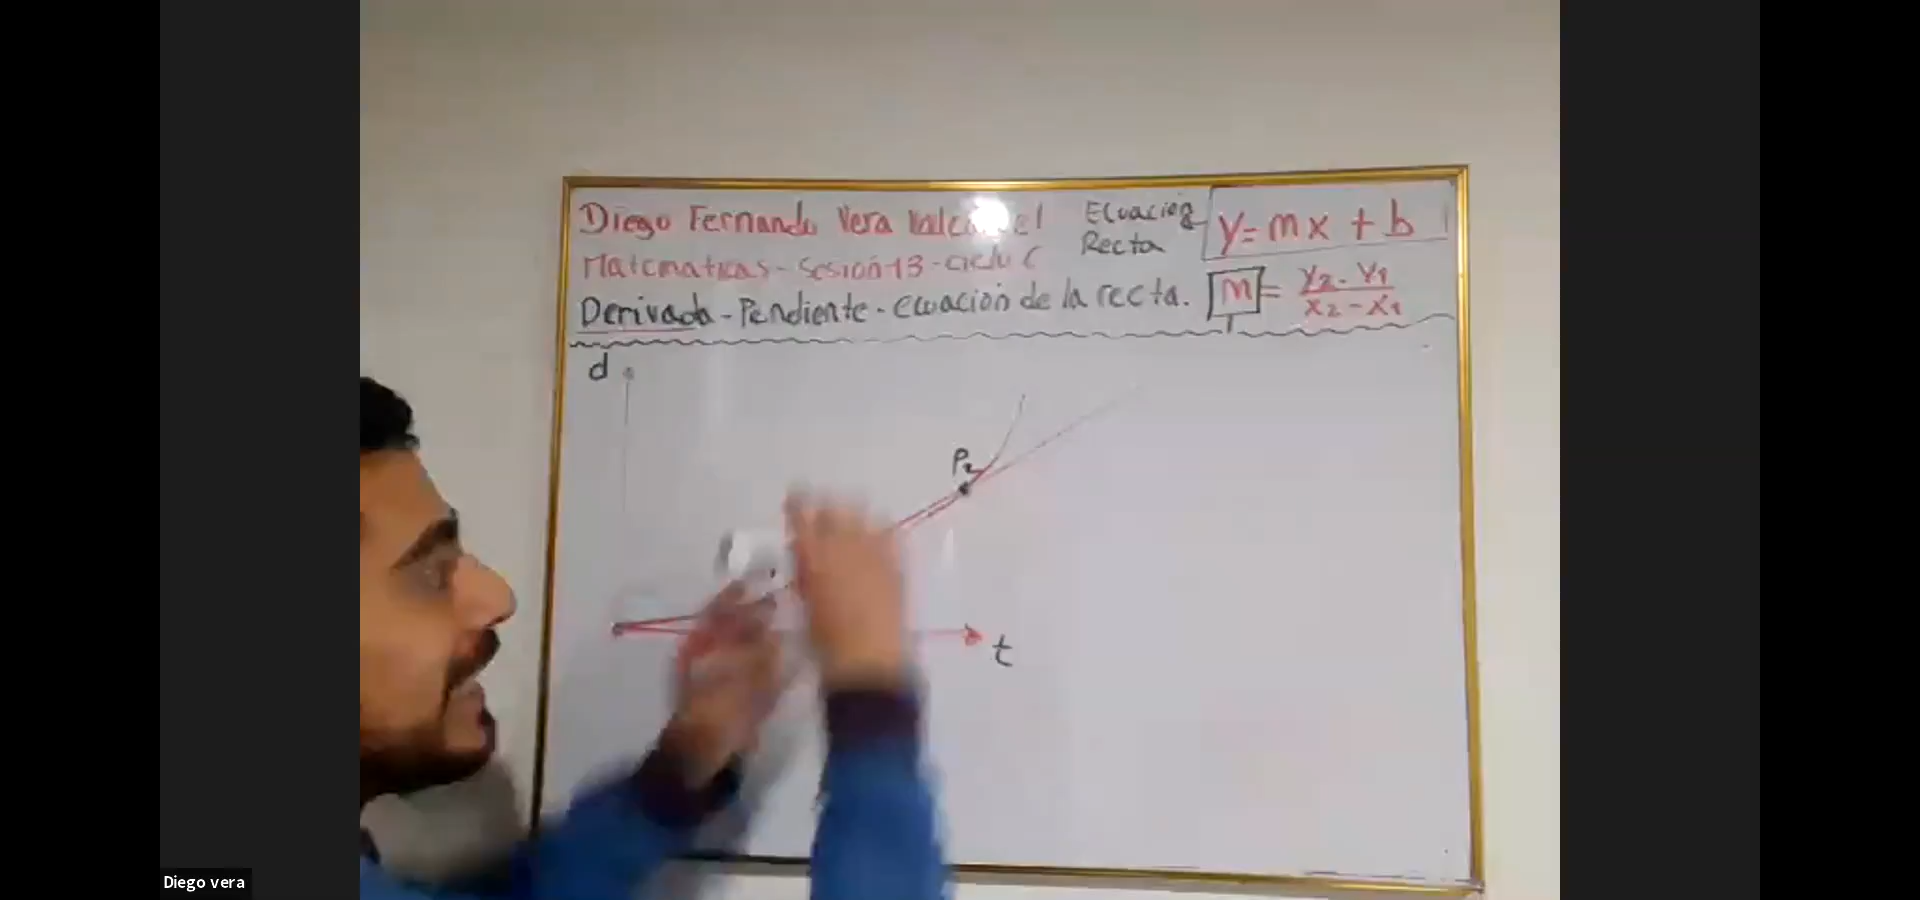 Diego Fernando Vera
Matematicas - Sesión 13 - Ciclo C
Derivada - Pendiente - ecuación de la recta.
Ecuación
Recta
y = mx + b
m = y2 - y1 / x2 - x1
d
P2
t
Diego vera